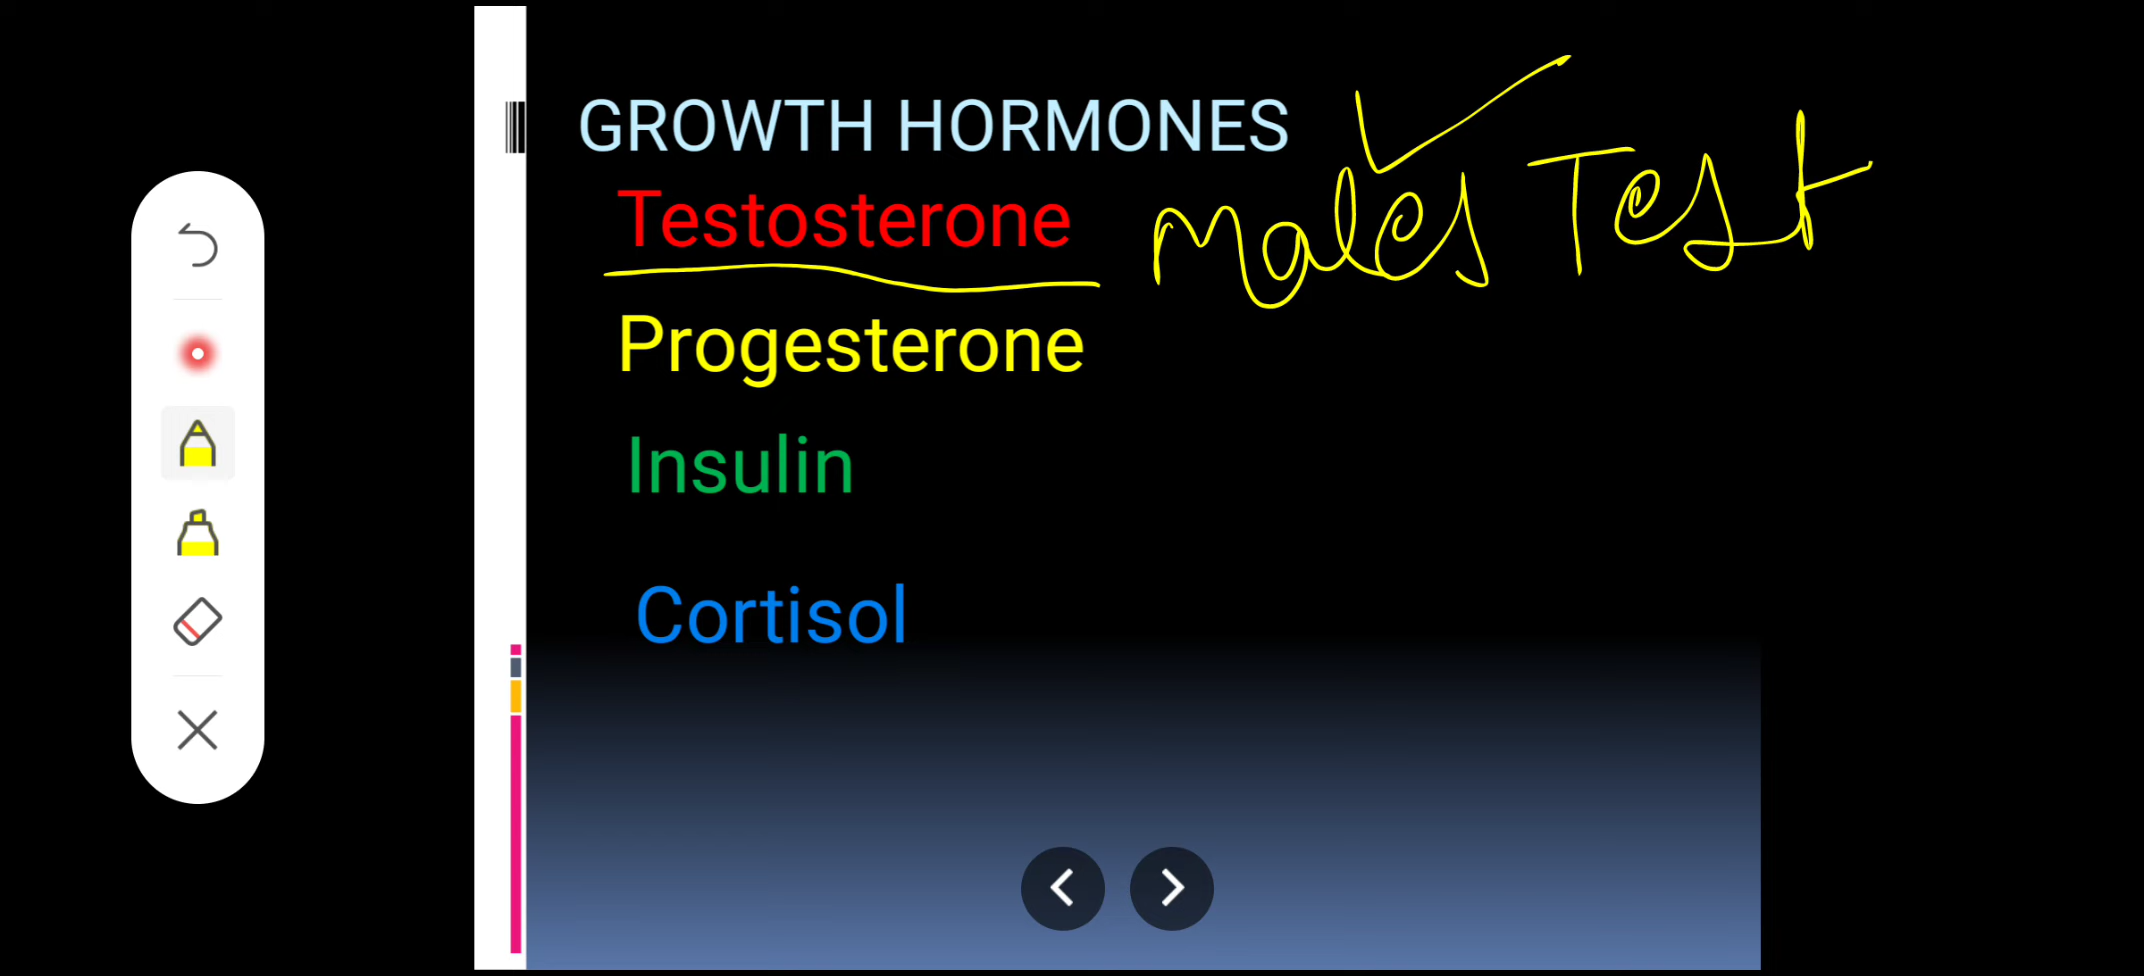 GROWTH HORMONES
Testosterone Males Test
Progesterone
Insulin
Cortisol